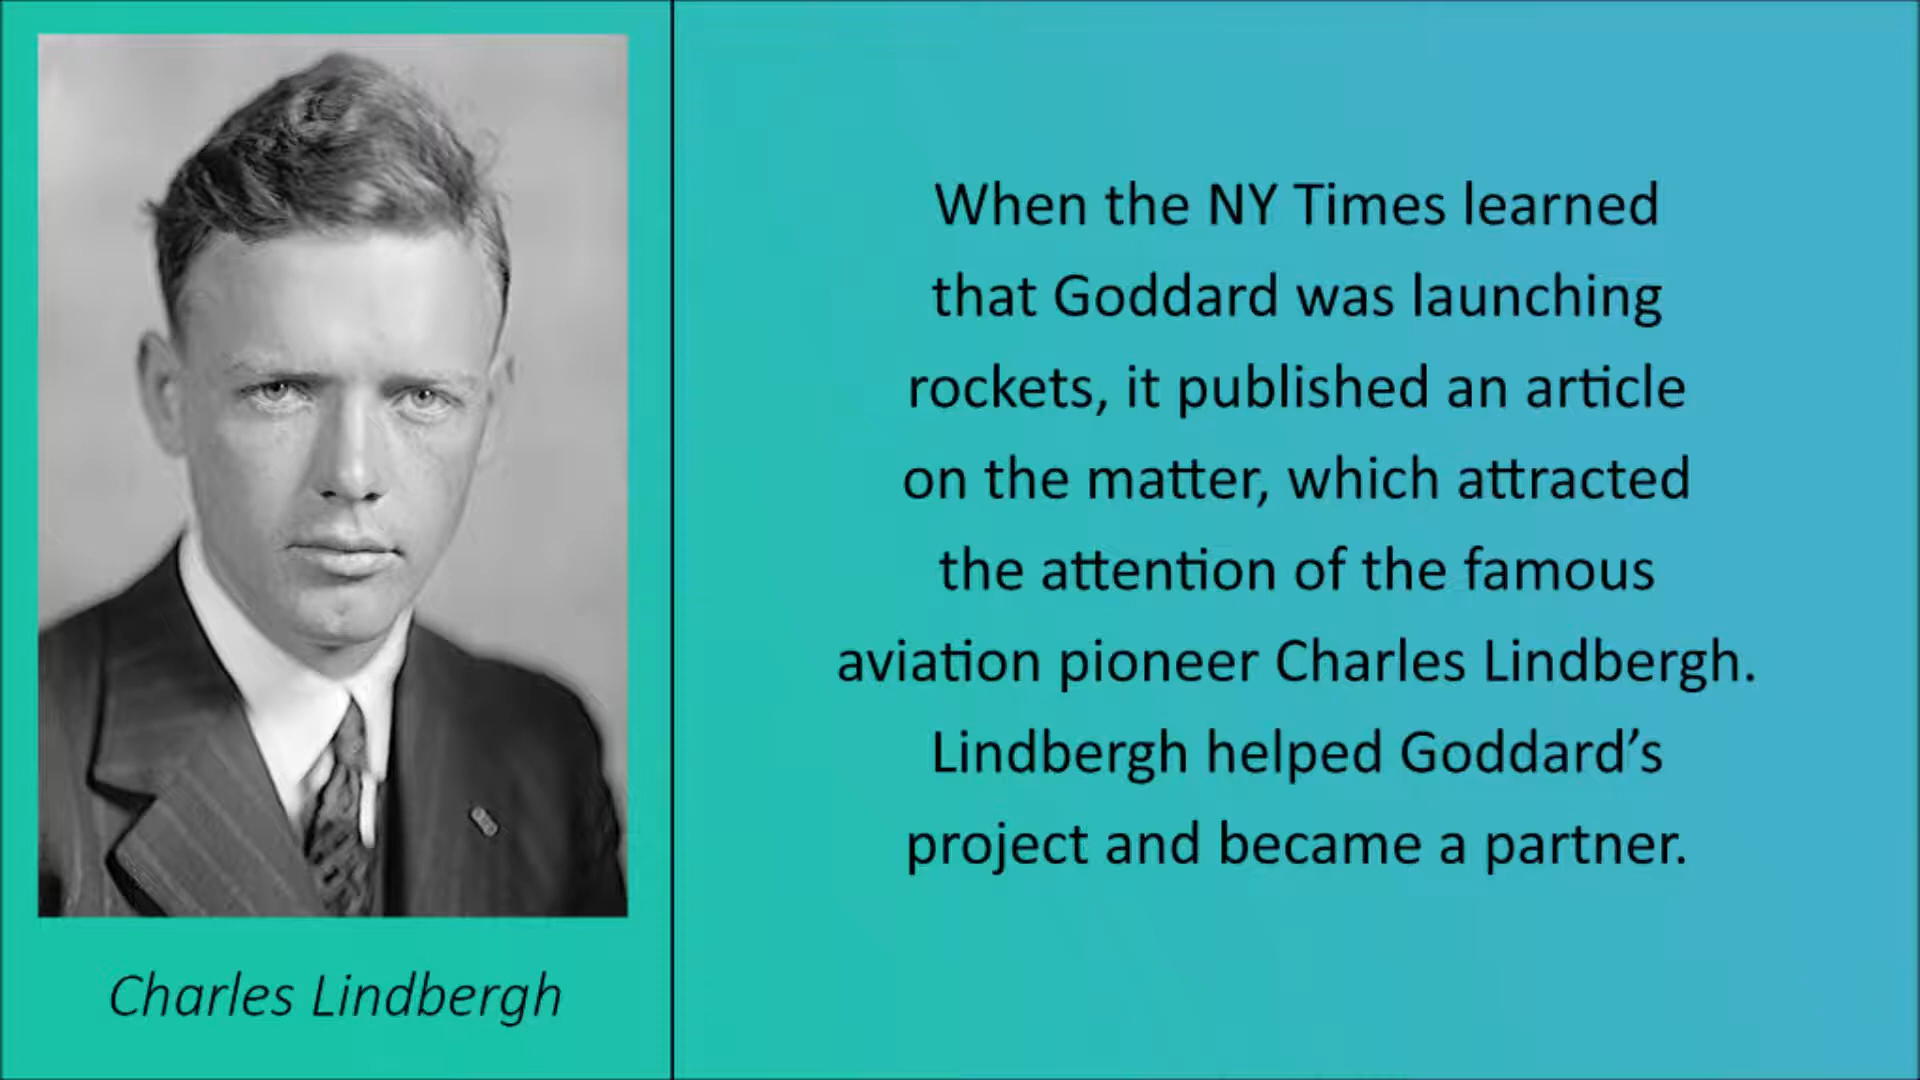 Charles Lindbergh
When the NY Times learned
that Goddard was launching
rockets, it published an article
on the matter, which attracted
the attention of the famous
aviation pioneer Charles Lindbergh.
Lindbergh helped Goddard’s
project and became a partner.